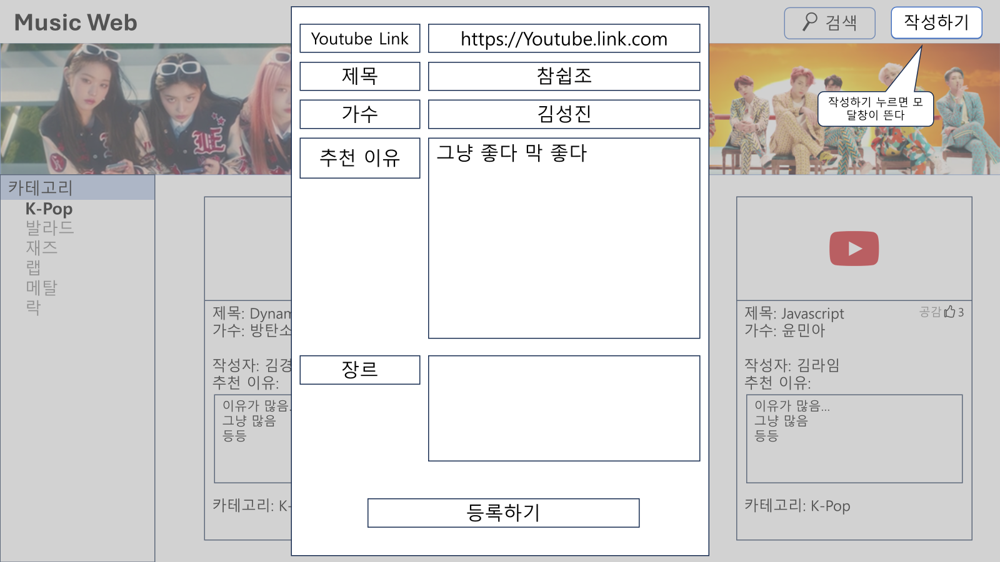 Music Web
검색
작성하기
작성하기 누르면 모
달창이 뜬다
Youtube Link
https://Youtube.link.com
제목
참쉽조
가수
김성진
추천 이유
그냥 좋다 막 좋다
장르
등록하기
카테고리
K-Pop
발라드
재즈
랩
메탈
락
제목: Dynam
가수: 방탄소
작성자: 김경
추천 이유:
이유가 많음.
그냥 많음
등등
카테고리: K-
제목: Javascript
공감 3
가수: 윤민아
작성자: 김라임
추천 이유:
이유가 많음...
그냥 많음
등등
카테고리: K-Pop